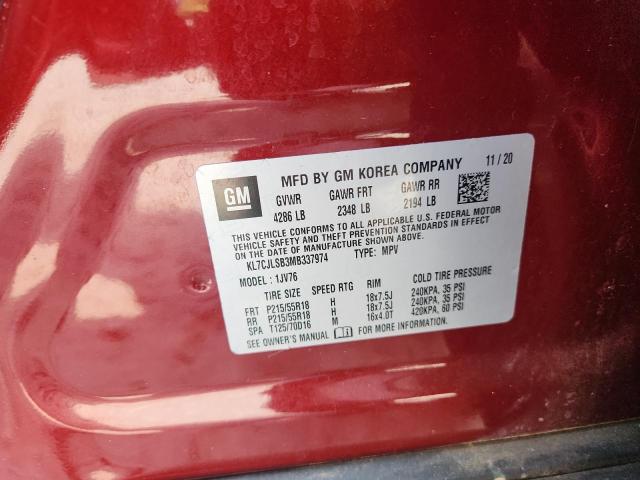 GM
MFD BY GM KOREA COMPANY 11/20
GVWR GAWR FRT GAWR RR
4286 LB 2348 LB 2194 LB
THIS VEHICLE CONFORMS TO ALL APPLICABLE U.S. FEDERAL MOTOR
VEHICLE SAFETY AND THEFT PREVENTION STANDARDS IN EFFECT ON
THE DATE OF MANUFACTURE SHOWN ABOVE.
KL7CJLSB3MB337974 TYPE: MPV
MODEL: 1JV76
TIRE SIZE SPEED RTG RIM COLD TIRE PRESSURE
FRT P215/55R18 H 18x7.5J 240KPA, 35 PSI
RR P215/55R18 H 18x7.5J 240KPA, 35 PSI
SPA T125/70D16 M 16x4.0T 420KPA, 60 PSI
SEE OWNER'S MANUAL FOR MORE INFORMATION.